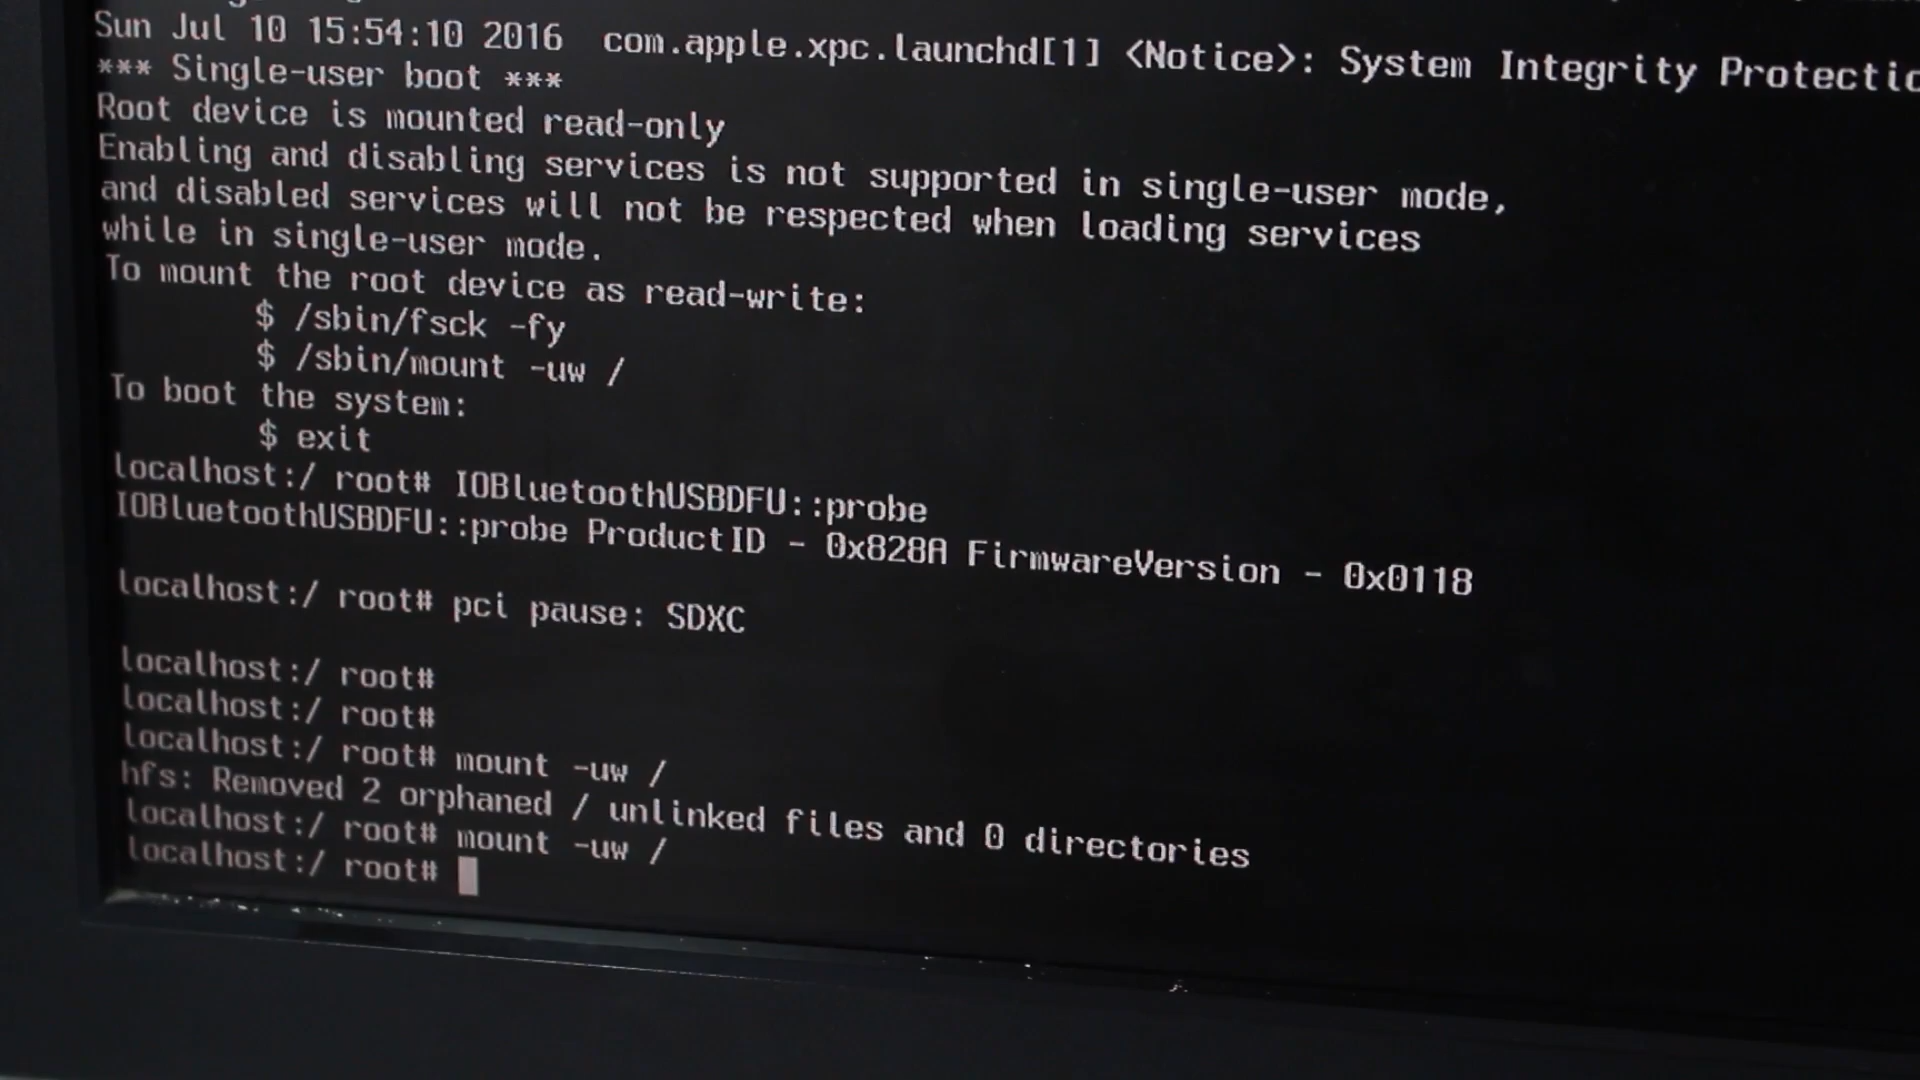 Sun Jul 10 15:54:10 2016 com.apple.xpc.launchd[1] <Notice>: System Integrity Protectio
*** Single-user boot ***
Root device is mounted read-only
Enabling and disabling services is not supported in single-user mode,
and disabled services will not be respected when loading services
while in single-user mode.
To mount the root device as read-write:
$ /sbin/fsck -fy
$ /sbin/mount -uw /
To boot the system:
$ exit
localhost:/ root# IOBluetoothUSBDFU::probe
IOBluetoothUSBDFU::probe ProductID - 0x828A FirmwareVersion - 0x0118
localhost:/ root# pci pause: SDXC
localhost:/ root#
localhost:/ root#
localhost:/ root# mount -uw /
hfs: Removed 2 orphaned / unlinked files and 0 directories
localhost:/ root# mount -uw /
localhost:/ root#